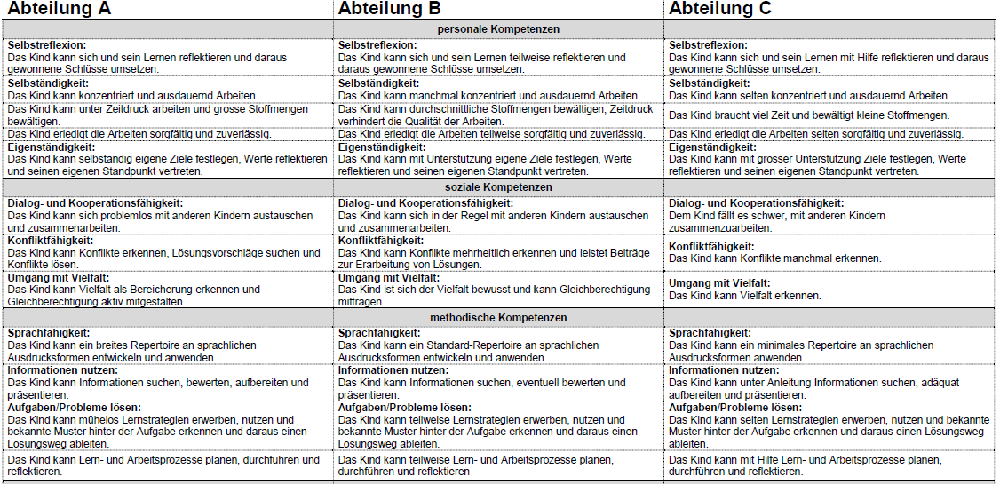 Abteilung A
Abteilung B
Abteilung C
personale Kompetenzen
Selbstreflexion:
Das Kind kann sich und sein Lernen reflektieren und daraus
gewonnene Schlüsse umsetzen.
Selbstreflexion:
Das Kind kann sich und sein Lernen teilweise reflektieren und
daraus gewonnene Schlüsse umsetzen.
Selbstreflexion:
Das Kind kann sich und sein Lernen mit Hilfe reflektieren und daraus
gewonnene Schlüsse umsetzen.
Selbständigkeit:
Das Kind kann konzentriert und ausdauernd Arbeiten.
Selbständigkeit:
Das Kind kann manchmal konzentriert und ausdauernd Arbeiten.
Selbständigkeit:
Das Kind kann selten konzentriert und ausdauernd Arbeiten.
Das Kind kann unter Zeitdruck arbeiten und grosse Stoffmengen
bewältigen.
Das Kind kann durchschnittliche Stoffmengen bewältigen, Zeitdruck
verhindert die Qualität der Arbeiten.
Das Kind braucht viel Zeit und bewältigt kleine Stoffmengen.
Das Kind erledigt die Arbeiten sorgfältig und zuverlässig.
Das Kind erledigt die Arbeiten teilweise sorgfältig und zuverlässig.
Das Kind erledigt die Arbeiten selten sorgfältig und zuverlässig.
Eigenständigkeit:
Das Kind kann selbständig eigene Ziele festlegen, Werte reflektieren
und seinen eigenen Standpunkt vertreten.
Eigenständigkeit:
Das Kind kann mit Unterstützung eigene Ziele festlegen, Werte
reflektieren und seinen eigenen Standpunkt vertreten.
Eigenständigkeit:
Das Kind kann mit grosser Unterstützung Ziele festlegen, Werte
reflektieren und seinen eigenen Standpunkt vertreten.
soziale Kompetenzen
Dialog- und Kooperationsfähigkeit:
Das Kind kann sich problemlos mit anderen Kindern austauschen
und zusammenarbeiten.
Dialog- und Kooperationsfähigkeit:
Das Kind kann sich in der Regel mit anderen Kindern austauschen
und zusammenarbeiten.
Dialog- und Kooperationsfähigkeit:
Dem Kind fällt es schwer, mit anderen Kindern
zusammenzuarbeiten.
Konfliktfähigkeit:
Das Kind kann Konflikte erkennen, Lösungsvorschläge suchen und
Konflikte lösen.
Konfliktfähigkeit:
Das Kind kann Konflikte mehrheitlich erkennen und leistet Beiträge
zur Erarbeitung von Lösungen.
Konfliktfähigkeit:
Das Kind kann Konflikte manchmal erkennen.
Umgang mit Vielfalt:
Das Kind kann Vielfalt als Bereicherung erkennen und
Gleichberechtigung aktiv mitgestalten.
Umgang mit Vielfalt:
Das Kind ist sich der Vielfalt bewusst und kann Gleichberechtigung
mittragen.
Umgang mit Vielfalt:
Das Kind kann Vielfalt erkennen.
methodische Kompetenzen
Sprachfähigkeit:
Das Kind kann ein breites Repertoire an sprachlichen
Ausdrucksformen entwickeln und anwenden.
Sprachfähigkeit:
Das Kind kann ein Standard-Repertoire an sprachlichen
Ausdrucksformen entwickeln und anwenden.
Sprachfähigkeit:
Das Kind kann ein minimales Repertoire an sprachlichen
Ausdrucksformen anwenden.
Informationen nutzen:
Das Kind kann Informationen suchen, bewerten, aufbereiten und
präsentieren.
Informationen nutzen:
Das Kind kann Informationen suchen, eventuell bewerten und
präsentieren.
Informationen nutzen:
Das Kind kann unter Anleitung Informationen suchen, adäquat
aufbereiten und präsentieren.
Aufgaben/Probleme lösen:
Das Kind kann mühelos Lernstrategien erwerben, nutzen und
bekannte Muster hinter der Aufgabe erkennen und daraus einen
Lösungsweg ableiten.
Aufgaben/Probleme lösen:
Das Kind kann teilweise Lernstrategien erwerben, nutzen und
bekannte Muster hinter der Aufgabe erkennen und daraus einen
Lösungsweg ableiten.
Aufgaben/Probleme lösen:
Das Kind kann selten Lernstrategien erwerben, nutzen und bekannte
Muster hinter der Aufgabe erkennen und daraus einen Lösungsweg
ableiten.
Das Kind kann Lern- und Arbeitsprozesse planen, durchführen und
reflektieren.
Das Kind kann teilweise Lern- und Arbeitsprozesse planen,
durchführen und reflektieren
Das Kind kann mit Hilfe Lern- und Arbeitsprozesse planen,
durchführen und reflektieren.